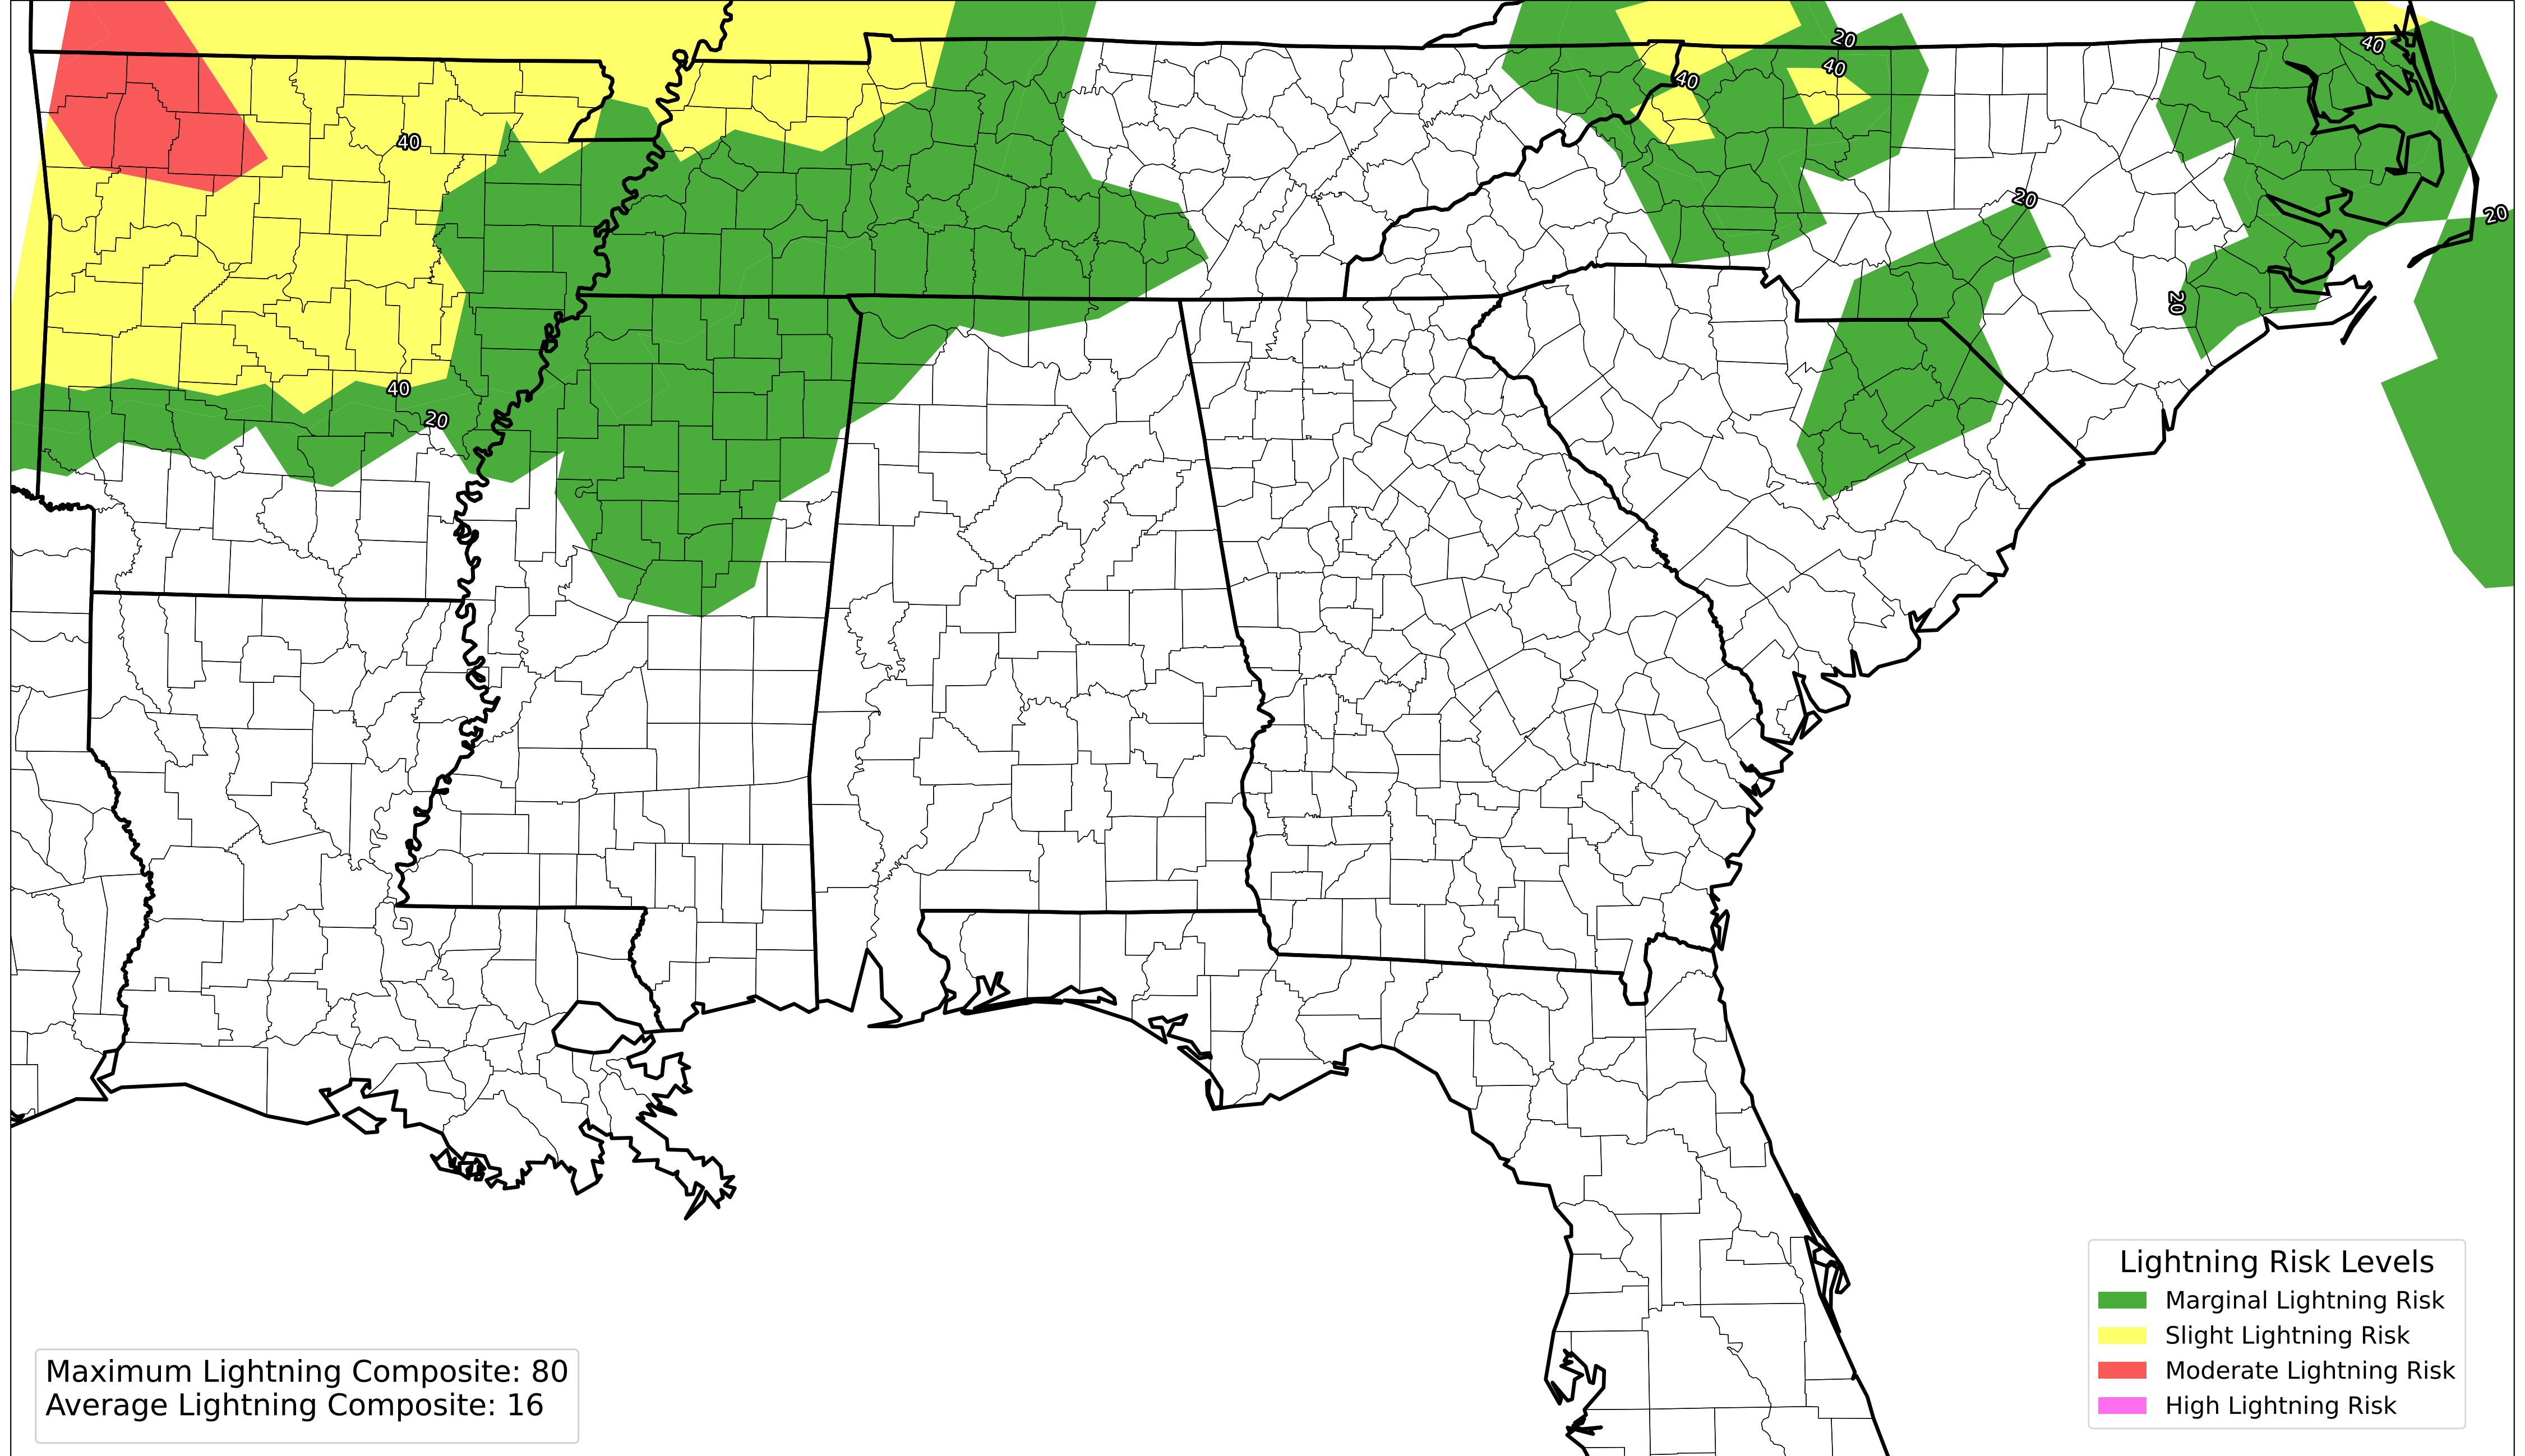 20
40
40
40
40
20
20
20
40
20
Lightning Risk Levels
Marginal Lightning Risk
Slight Lightning Risk
Moderate Lightning Risk
High Lightning Risk
Maximum Lightning Composite: 80
Average Lightning Composite: 16